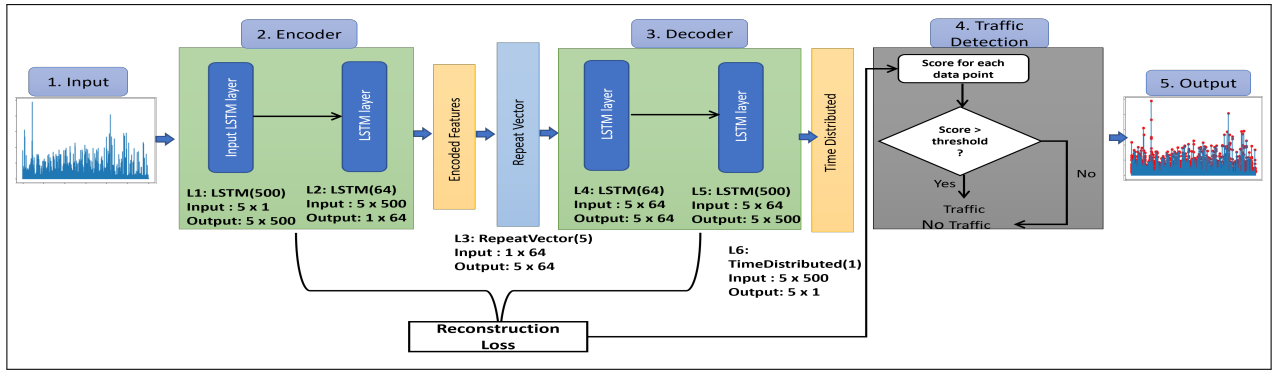 1. Input
2. Encoder
Input LSTM layer
LSTM layer
L1: LSTM(500)
Input : 5 x 1
Output: 5 x 500
L2: LSTM(64)
Input : 5 x 500
Output: 1 x 64
Encoded Features
Repeat Vector
L3: RepeatVector(5)
Input : 1 x 64
Output: 5 x 64
3. Decoder
LSTM layer
LSTM layer
L4: LSTM(64)
Input : 5 x 64
Output: 5 x 64
L5: LSTM(500)
Input : 5 x 64
Output: 5 x 500
Time Distributed
L6:
TimeDistributed(1)
Input : 5 x 500
Output: 5 x 1
Reconstruction
Loss
4. Traffic
Detection
Score for each
data point
Score >
threshold
?
Yes
No
Traffic
No Traffic
5. Output